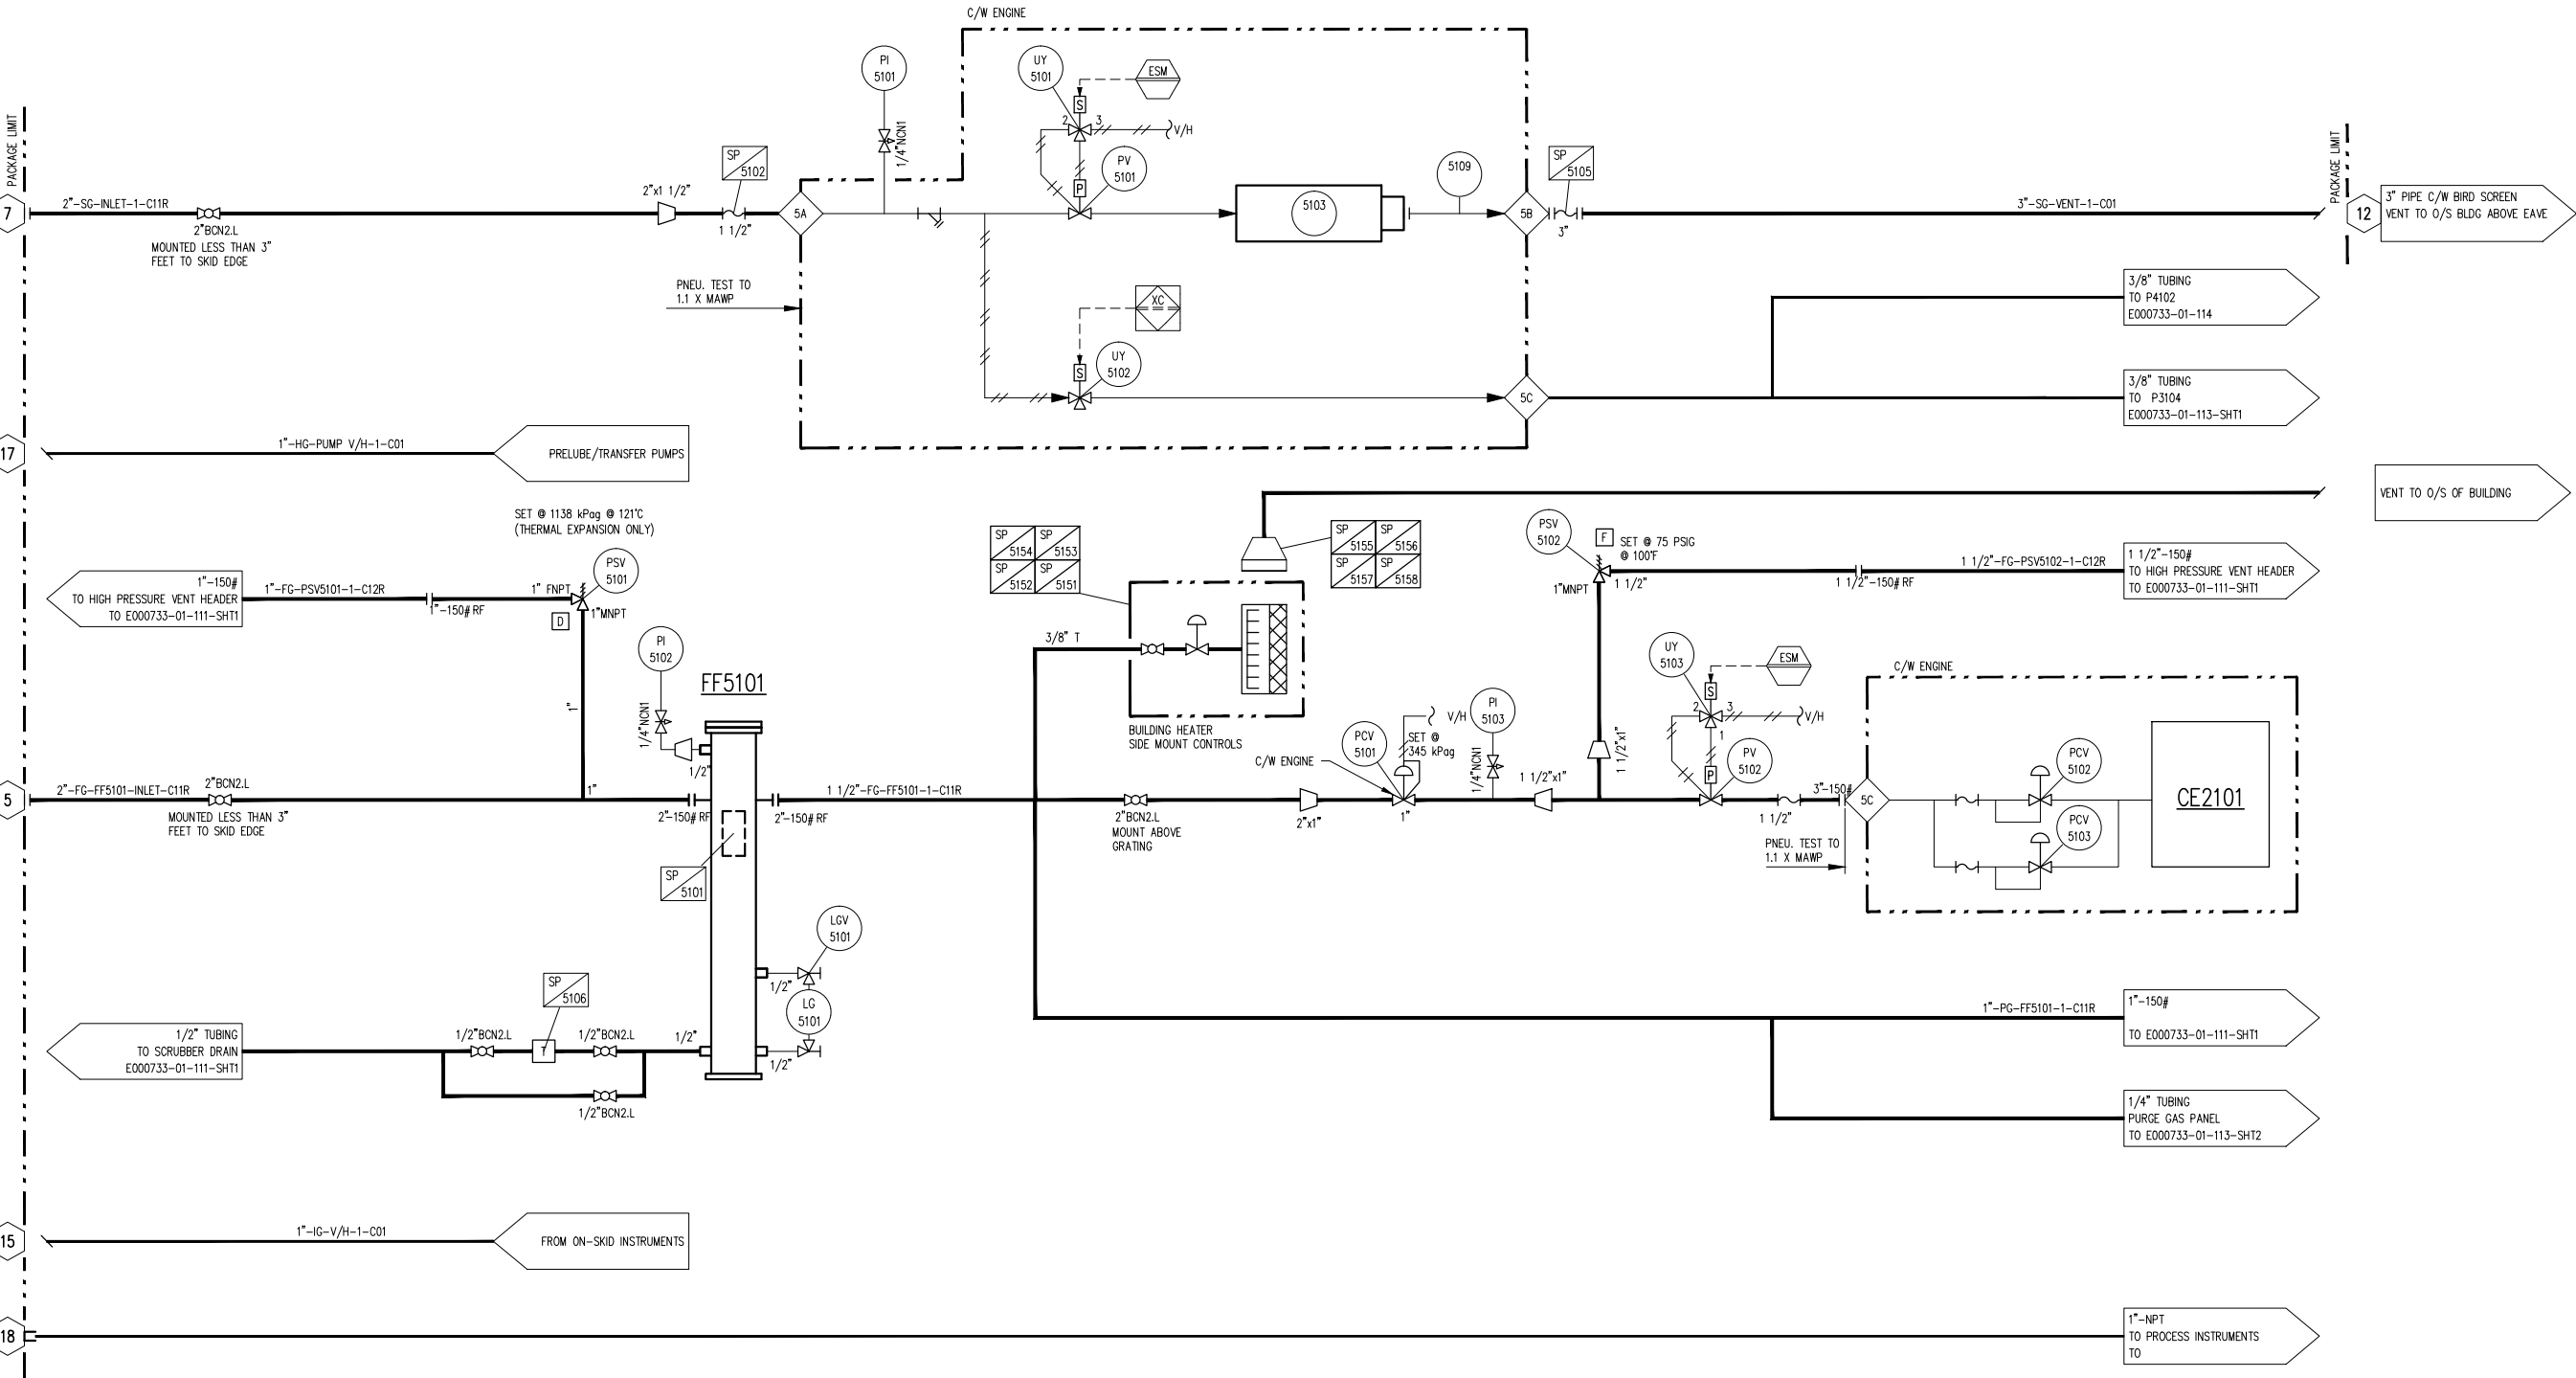 C/W ENGINE
PACKAGE LIMIT
7
2"-SG-INLET-1-C11R
2"BCN2.L
MOUNTED LESS THAN 3"
FEET TO SKID EDGE
2"x1 1/2"
SP
5102
1 1/2"
5A
PI
5101
1/4"NCN1
UY
5101
ESM
S
2
3
V/H
P
PV
5101
5103
5109
5B
SP
5105
3"
3"-SG-VENT-1-C01
PACKAGE LIMIT
12
3" PIPE C/W BIRD SCREEN
VENT TO O/S BLDG ABOVE EAVE
PNEU. TEST TO
1.1 X MAWP
XC
S
UY
5102
5C
3/8" TUBING
TO P4102
E000733-01-114
3/8" TUBING
TO P3104
E000733-01-113-SHT1
17
1"-HG-PUMP V/H-1-C01
PRELUBE/TRANSFER PUMPS
VENT TO O/S OF BUILDING
SET @ 1138 kPag @ 121°C
(THERMAL EXPANSION ONLY)
1"-150#
TO HIGH PRESSURE VENT HEADER
TO E000733-01-111-SHT1
1"-FG-PSV5101-1-C12R
1"-150# RF
1" FNPT
PSV
5101
1"MNPT
D
1"
PI
5102
1/4"NCN1
1/2"
FF5101
SP
5154
SP
5153
SP
5152
SP
5151
SP
5155
SP
5156
SP
5157
SP
5158
3/8" T
BUILDING HEATER
SIDE MOUNT CONTROLS
PSV
5102
F
SET @ 75 PSIG
@ 100°F
1"MNPT
1 1/2"
1 1/2"-150# RF
1 1/2"-FG-PSV5102-1-C12R
1 1/2"-150#
TO HIGH PRESSURE VENT HEADER
TO E000733-01-111-SHT1
5
2"-FG-FF5101-INLET-C11R
2"BCN2.L
MOUNTED LESS THAN 3"
FEET TO SKID EDGE
1"
2"-150# RF
2"-150# RF
1 1/2"-FG-FF5101-1-C11R
2"BCN2.L
MOUNT ABOVE
GRATING
2"x1"
C/W ENGINE
PCV
5101
V/H
SET @
345 kPag
1"
PI
5103
1/4"NCN1
1 1/2"x1"
1 1/2"x1"
UY
5103
ESM
S
2
3
1
V/H
P
PV
5102
1 1/2"
3"-150#
5C
PNEU. TEST TO
1.1 X MAWP
C/W ENGINE
PCV
5102
PCV
5103
CE2101
SP
5101
LGV
5101
1/2"
LG
5101
1/2"
1/2"
SP
5106
1/2"BCN2.L
T
1/2"BCN2.L
1/2"BCN2.L
1/2" TUBING
TO SCRUBBER DRAIN
E000733-01-111-SHT1
1"-PG-FF5101-1-C11R
1"-150#
TO E000733-01-111-SHT1
1/4" TUBING
PURGE GAS PANEL
TO E000733-01-113-SHT2
15
1"-IG-V/H-1-C01
FROM ON-SKID INSTRUMENTS
18
1"-NPT
TO PROCESS INSTRUMENTS
TO